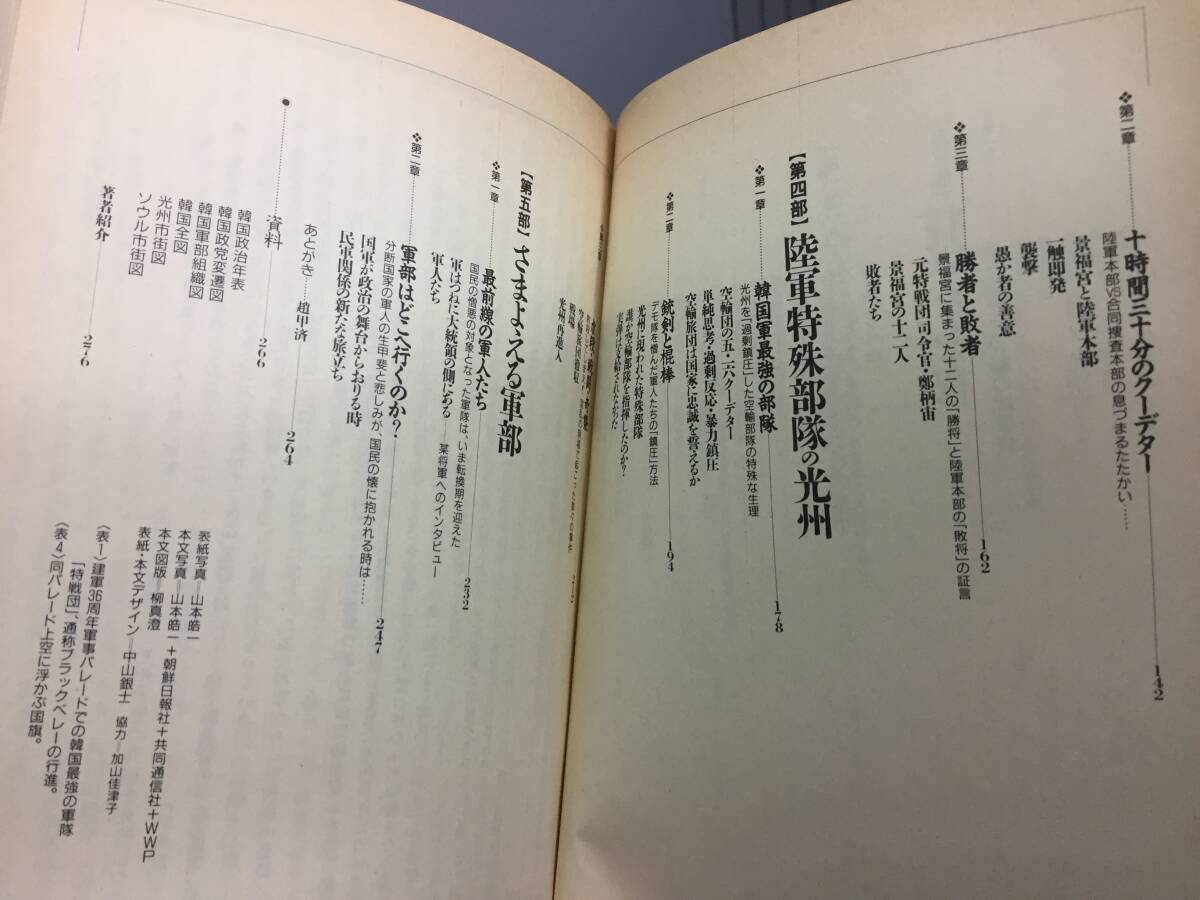 第二章 十時間三十分のクーデター 142
陸軍本部VS合同捜査本部の息づまるたたかい……
景福宮と陸軍本部
一触即発
襲撃
愚か者の善意
第三章 勝者と敗者 162
景福宮に集まった十二人の「勝将」と陸軍本部の「敗将」の証言
元特戦団司令官・鄭柄宙
景福宮の十二人
敗者たち
【第四部】陸軍特殊部隊の光州
第一章 韓国軍最強の部隊 178
光州を「過剰鎮圧」した空輸部隊の特殊な生理
空輸団の五・一六クーデター
単純思考・過剰反応・暴力鎮圧
空輸旅団は国家に忠誠を誓えるか
第二章 銃剣と棍棒 194
デモ隊を憎んだ軍人たちの「鎮圧」方法
光州に現われた特殊部隊
誰が空輸部隊を指揮したのか?
実弾は支給されなかった
光州再進入
【第五部】さまよえる軍部
第一章 最前線の軍人たち 232
国民の憎悪の対象となった軍隊は、いま転換期を迎えた
軍はつねに大統領の側にある——某将軍へのインタビュー
軍人たち
第二章 軍部はどこへ行くのか? 247
分断国家の軍人の生甲斐と悲しみが、国民の懐に抱かれる時は……
国軍が政治の舞台からおりる時
民軍関係の新たな旅立ち
あとがき 趙甲済 264
●資料 266
韓国政治年表
韓国政党変遷図
韓国軍部組織図
韓国全図
光州市街図
ソウル市街図
著者紹介 276
表紙写真—山本皓一
本文写真—山本皓一+朝鮮日報社+共同通信社+WWP
本文図版—柳真澄
表紙・本文デザイン—中山銀士 協力—加山佳津子
〈表1〉建軍36周年軍事パレードでの韓国最強の軍隊
「特戦団」、通称ブラックベレーの行進。
〈表4〉同パレード上空に浮かぶ国旗。